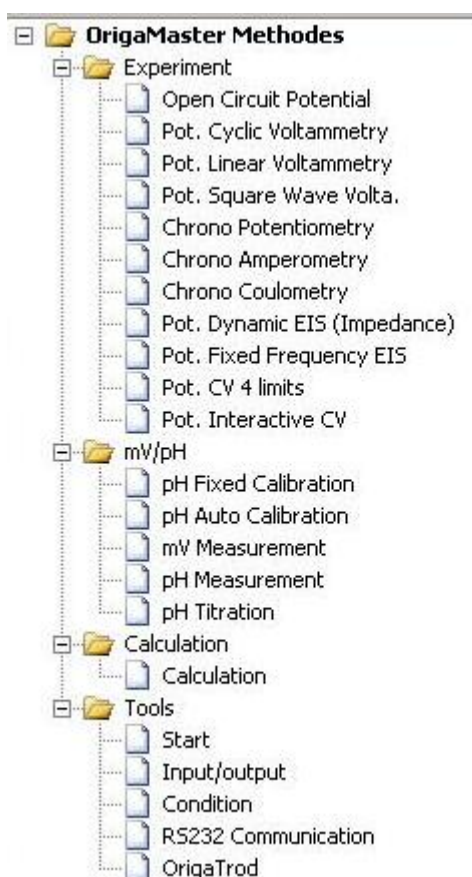 OrigaMaster Methodes
Experiment
Open Circuit Potential
Pot. Cyclic Voltammetry
Pot. Linear Voltammetry
Pot. Square Wave Volta.
Chrono Potentiometry
Chrono Amperometry
Chrono Coulometry
Pot. Dynamic EIS (Impedance)
Pot. Fixed Frequency EIS
Pot. CV 4 limits
Pot. Interactive CV
mV/pH
pH Fixed Calibration
pH Auto Calibration
mV Measurement
pH Measurement
pH Titration
Calculation
Calculation
Tools
Start
Input/output
Condition
RS232 Communication
OrigaTrod